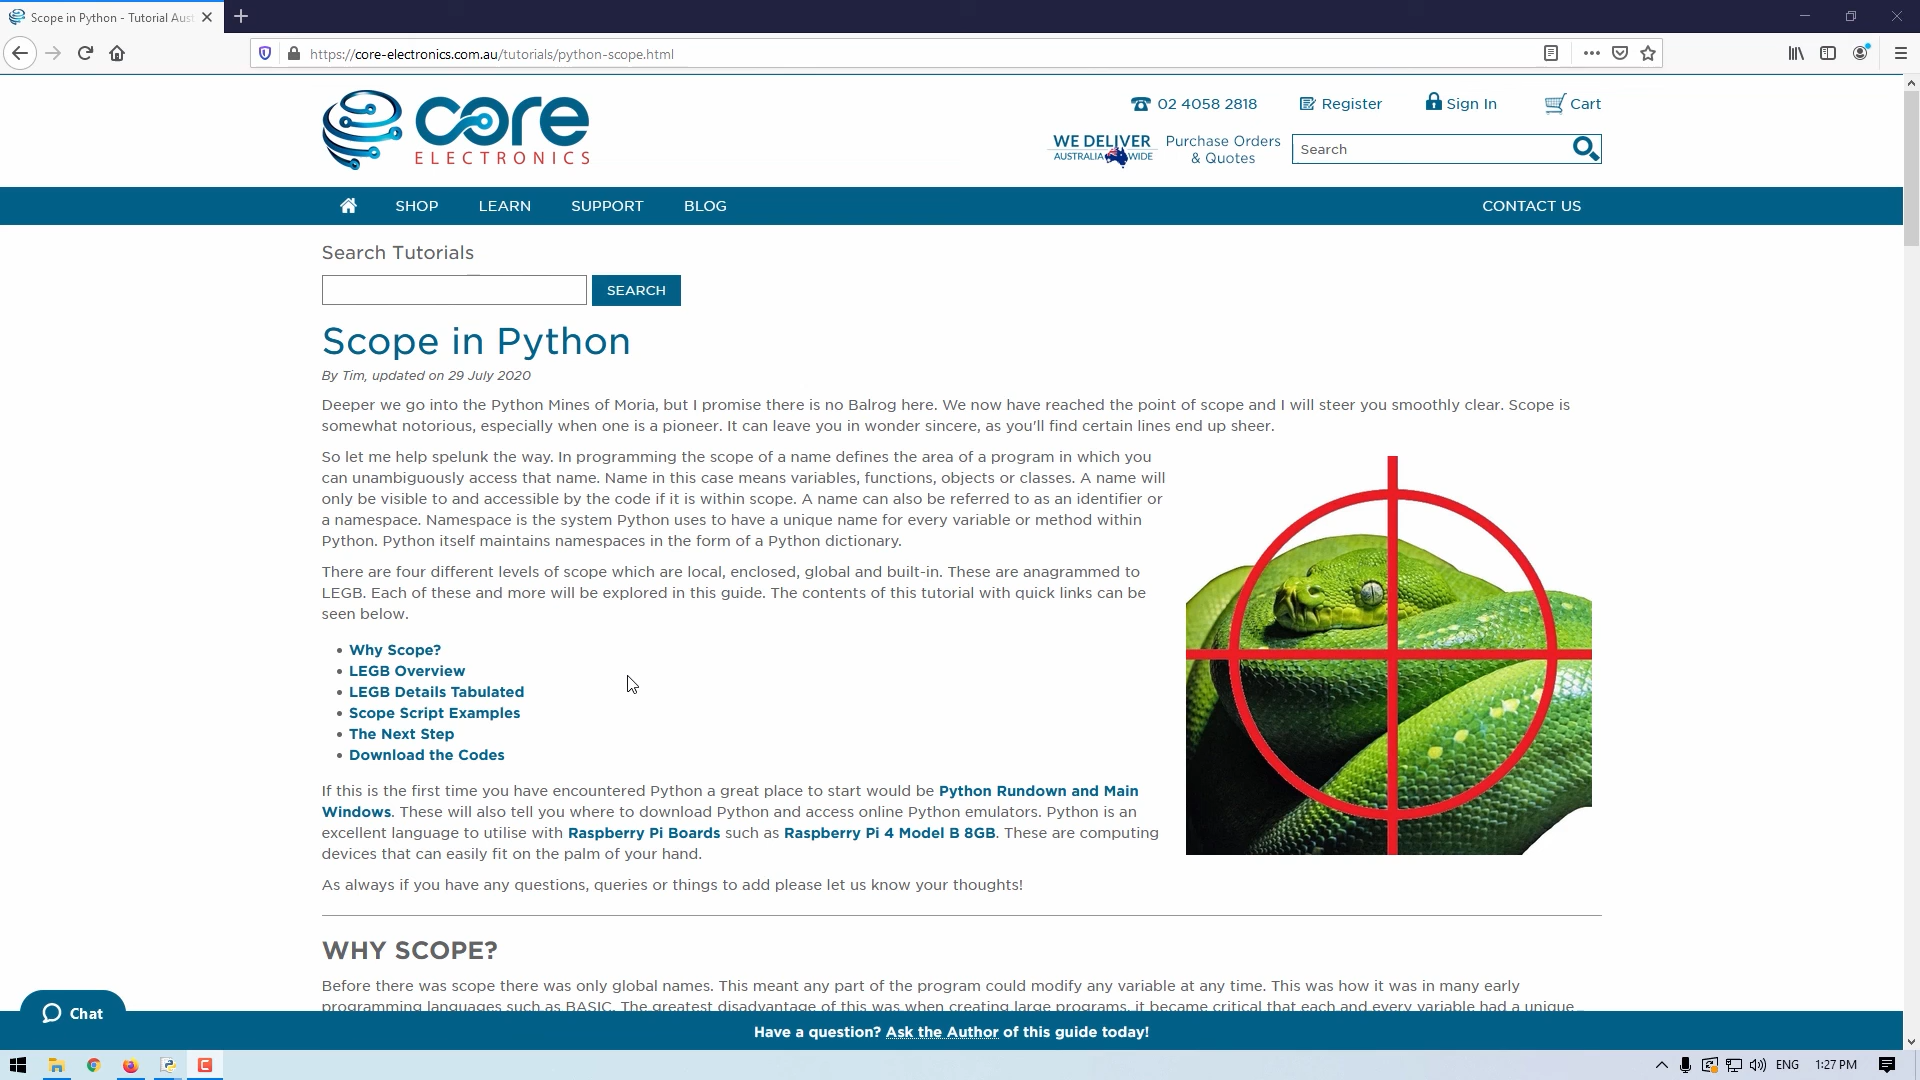 Scope in Python - Tutorial Aust
https://core-electronics.com.au/tutorials/python-scope.html
core
ELECTRONICS
02 4058 2818
Register
Sign In
Cart
WE DELIVER
AUSTRALIA WIDE
Purchase Orders
& Quotes
Search
SHOP
LEARN
SUPPORT
BLOG
CONTACT US
Search Tutorials
SEARCH
Scope in Python
By Tim, updated on 29 July 2020
Deeper we go into the Python Mines of Moria, but I promise there is no Balrog here. We now have reached the point of scope and I will steer you smoothly clear. Scope is
somewhat notorious, especially when one is a pioneer. It can leave you in wonder sincere, as you'll find certain lines end up sheer.
So let me help spelunk the way. In programming the scope of a name defines the area of a program in which you
can unambiguously access that name. Name in this case means variables, functions, objects or classes. A name will
only be visible to and accessible by the code if it is within scope. A name can also be referred to as an identifier or
a namespace. Namespace is the system Python uses to have a unique name for every variable or method within
Python. Python itself maintains namespaces in the form of a Python dictionary.
There are four different levels of scope which are local, enclosed, global and built-in. These are anagrammed to
LEGB. Each of these and more will be explored in this guide. The contents of this tutorial with quick links can be
seen below.
• Why Scope?
• LEGB Overview
• LEGB Details Tabulated
• Scope Script Examples
• The Next Step
• Download the Codes
If this is the first time you have encountered Python a great place to start would be Python Rundown and Main
Windows. These will also tell you where to download Python and access online Python emulators. Python is an
excellent language to utilise with Raspberry Pi Boards such as Raspberry Pi 4 Model B 8GB. These are computing
devices that can easily fit on the palm of your hand.
As always if you have any questions, queries or things to add please let us know your thoughts!
WHY SCOPE?
Before there was scope there was only global names. This meant any part of the program could modify any variable at any time. This was how it was in many early
programming languages such as BASIC. The greatest disadvantage of this was when creating large programs, it became critical that each and every variable had a unique
Chat
Have a question? Ask the Author of this guide today!
ENG
1:27 PM